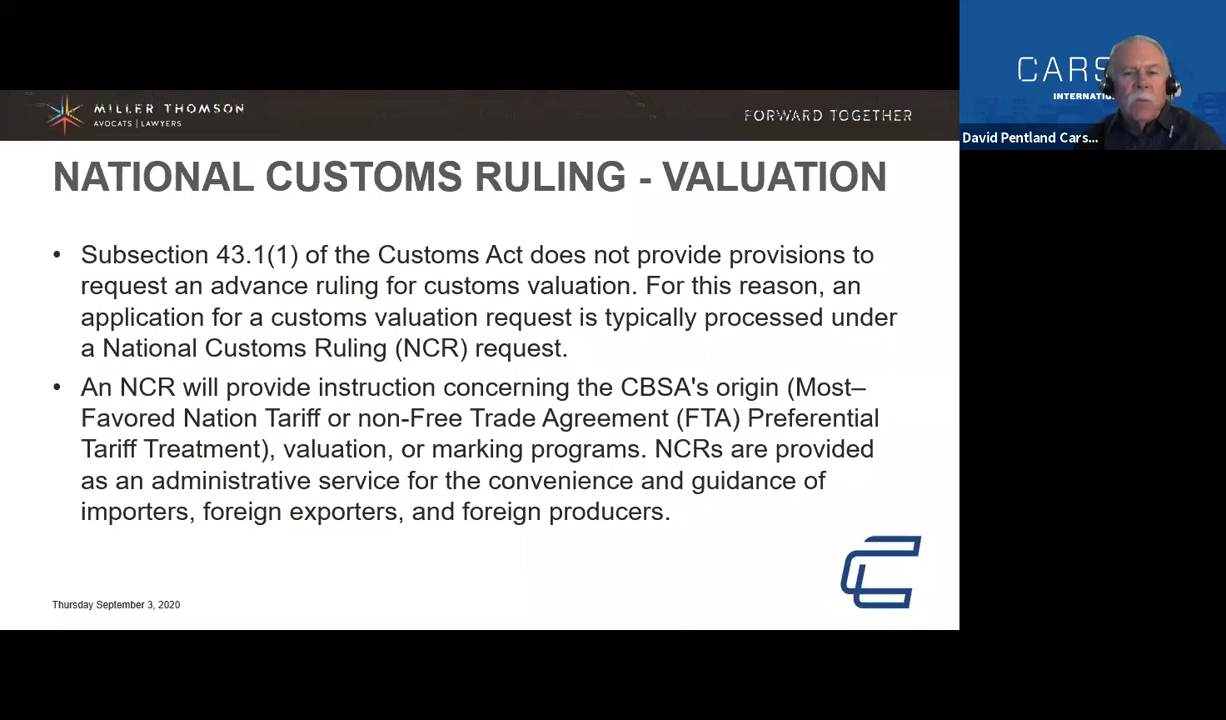 MILLER THOMSON
AVOCATS | LAWYERS
FORWARD TOGETHER
NATIONAL CUSTOMS RULING - VALUATION
• Subsection 43.1(1) of the Customs Act does not provide provisions to
request an advance ruling for customs valuation. For this reason, an
application for a customs valuation request is typically processed under
a National Customs Ruling (NCR) request.
• An NCR will provide instruction concerning the CBSA's origin (Most–
Favored Nation Tariff or non-Free Trade Agreement (FTA) Preferential
Tariff Treatment), valuation, or marking programs. NCRs are provided
as an administrative service for the convenience and guidance of
importers, foreign exporters, and foreign producers.
Thursday September 3, 2020
CARS
INTERNATIO
David Pentland Cars...